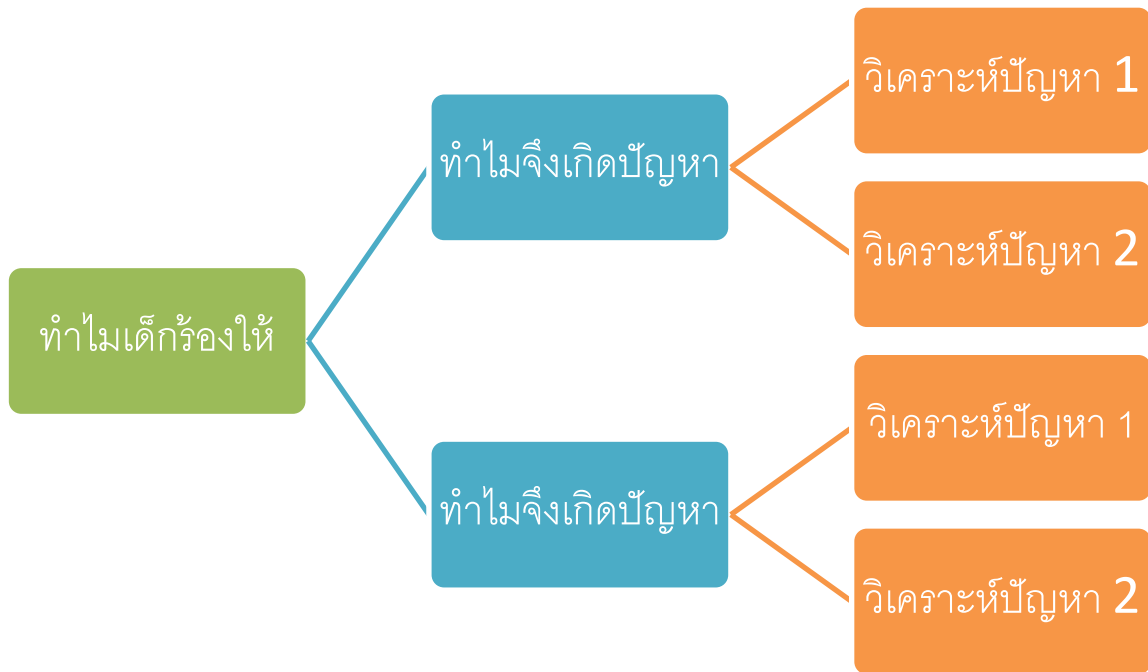 ทำไมเด็กร้องให้
ทำไมจึงเกิดปัญหา
วิเคราะห์ปัญหา 1
วิเคราะห์ปัญหา 2
ทำไมจึงเกิดปัญหา
วิเคราะห์ปัญหา 1
วิเคราะห์ปัญหา 2